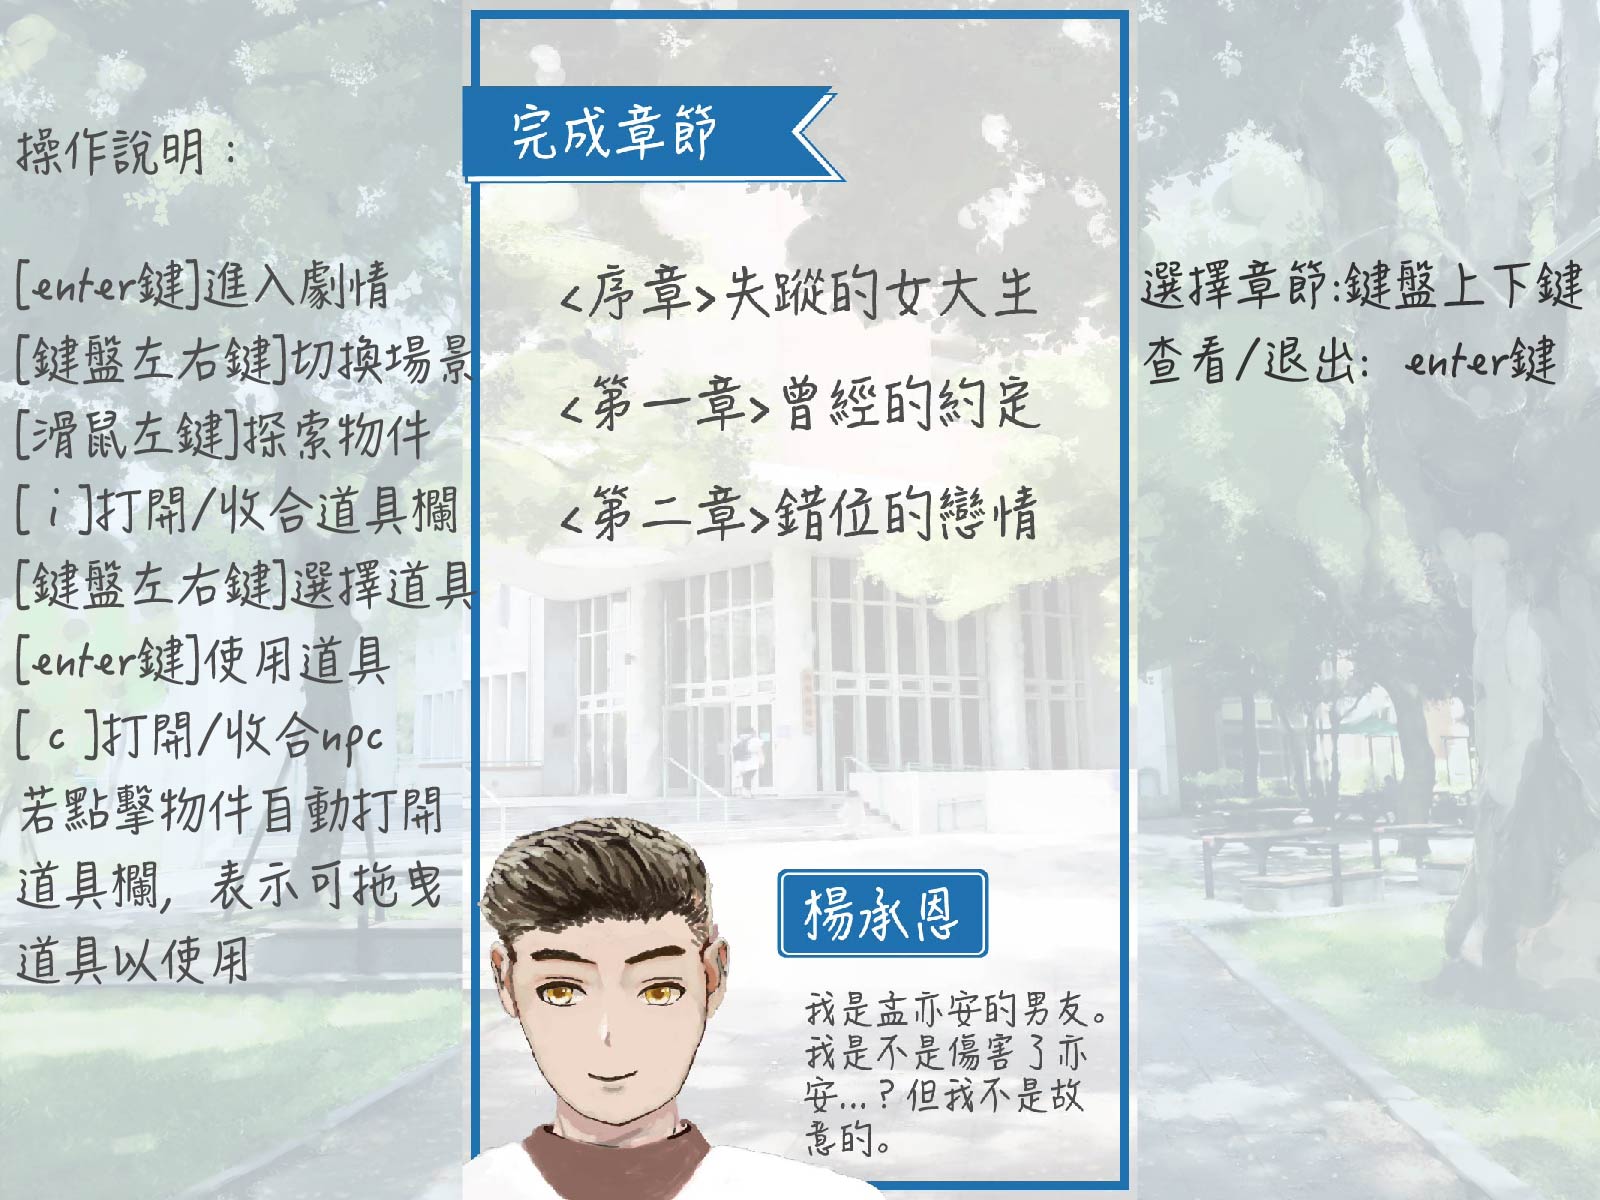 操作說明：
[enter鍵]進入劇情
[鍵盤左右鍵]切換場景
[滑鼠左鍵]探索物件
[ i ]打開/收合道具欄
[鍵盤左右鍵]選擇道具
[enter鍵]使用道具
[ c ]打開/收合npc
若點擊物件自動打開
道具欄，表示可拖曳
道具以使用
完成章節
<序章>失蹤的女大生
<第一章>曾經的約定
<第二章>錯位的戀情
楊承恩
我是孟亦安的男友。
我是不是傷害了亦
安...？但我不是故
意的。
選擇章節:鍵盤上下鍵
查看/退出: enter鍵